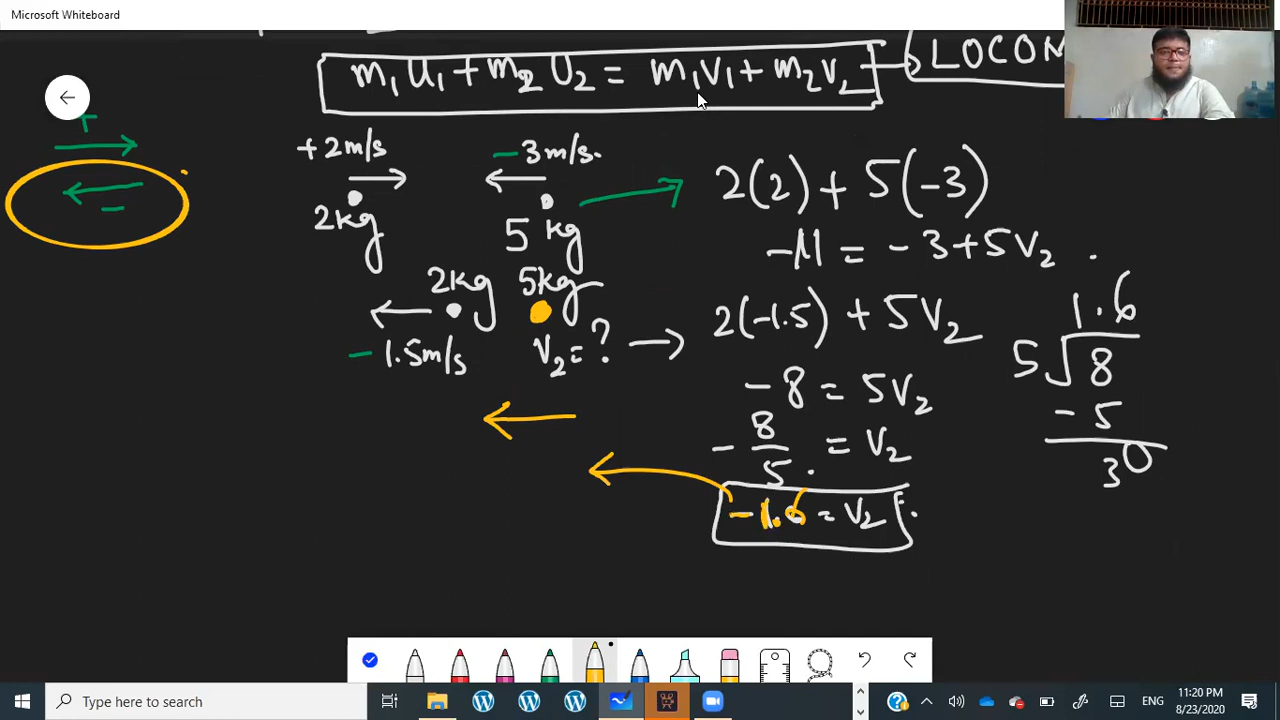 Microsoft Whiteboard
m₁u₁ + m₂u₂ = m₁v₁ + m₂v₂ → LOCOM
+
−
+2m/s
-3m/s.
2kg
5 kg
2kg
5kg
-1.5m/s
V₂ = ?
2(2) + 5(-3)
-11 = -3+5V₂ .
2(-1.5) + 5V₂
-8 = 5V₂
-8/5 . = V₂
-1.6 = V₂ .
1.6
5√8
- 5
30
Type here to search
ENG
11:20 PM
8/23/2020